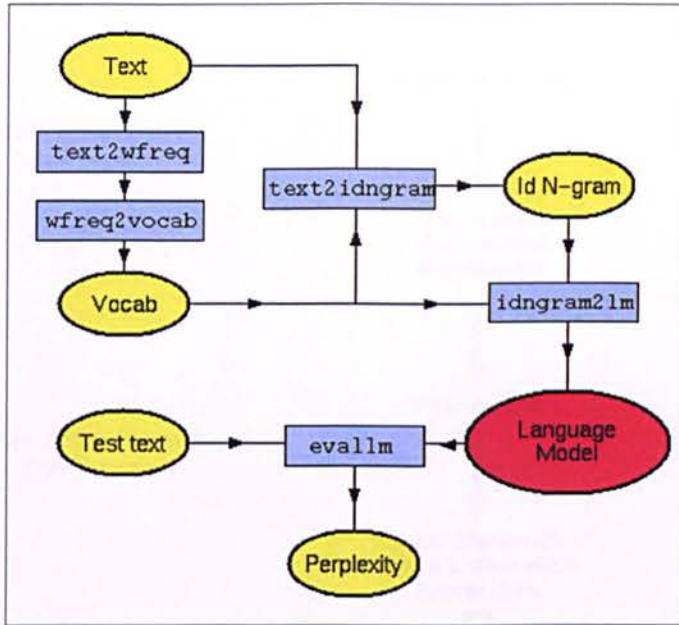 Text
text2wfreq
text2idngram
Id N-gram
wfreq2vocab
Vocab
idngram2lm
Test text
evallm
Language
Model
Perplexity